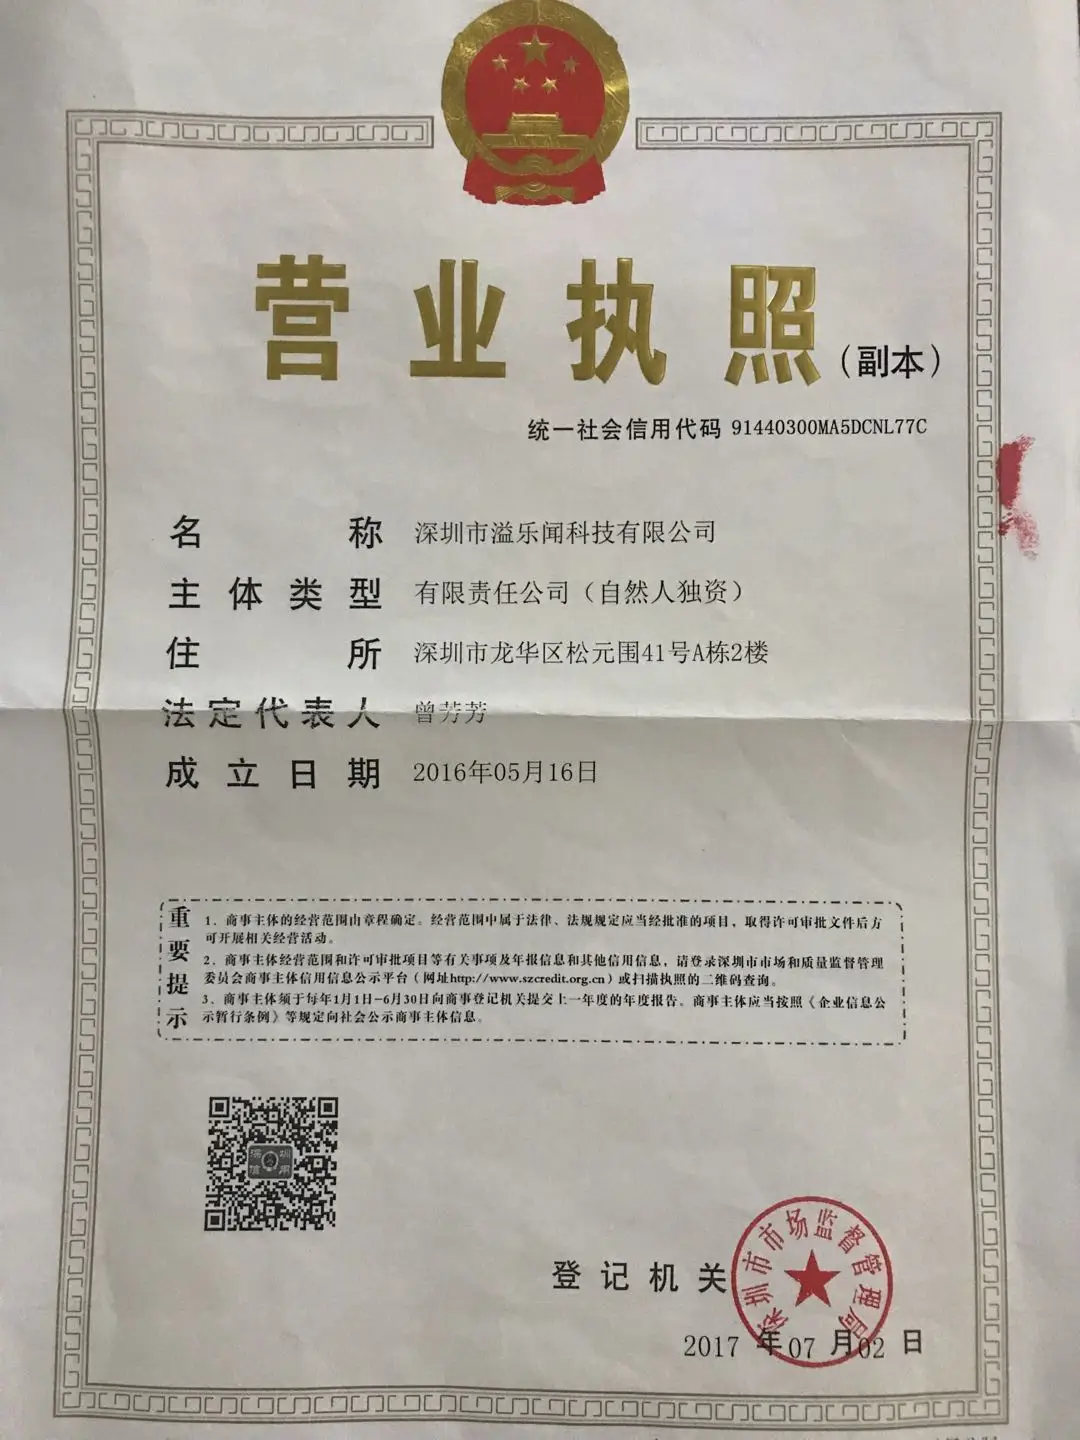 营业执照(副本)
统一社会信用代码 91440300MA5DCNL77C
名称 深圳市溢乐闻科技有限公司
主体类型 有限责任公司（自然人独资）
住所 深圳市龙华区松元围41号A栋2楼
法定代表人 曾芳芳
成立日期 2016年05月16日
重要提示
1．商事主体的经营范围由章程确定。经营范围中属于法律、法规规定应当经批准的项目，取得许可审批文件后方
可开展相关经营活动。
2．商事主体经营范围和许可审批项目等有关事项及年报信息和其他信用信息，请登录深圳市市场和质量监督管理
委员会商事主体信用信息公示平台（网址http://www.szcredit.org.cn）或扫描执照的二维码查询。
3．商事主体须于每年1月1日-6月30日向商事登记机关提交上一年度的年度报告。商事主体应当按照《企业信息公
示暂行条例》等规定向社会公示商事主体信息。
深圳
信用
登记机关
深圳市市场监督管理局
2017 年 07 月 02 日